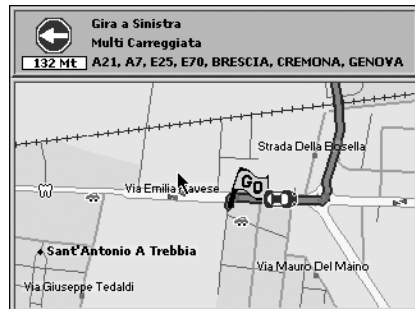 Gira a Sinistra
Multi Carreggiata
132 Mt A21, A7, E25, E70, BRESCIA, CREMONA, GENOVA
Strada Della Bosella
GO
Via Emilia Pavese
Sant'Antonio A Trebbia
Via Mauro Del Maino
Via Giuseppe Tedaldi